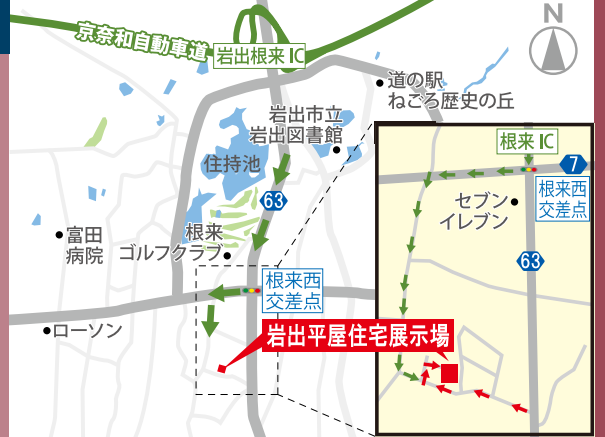 京奈和自動車道
岩出根来 IC
N
道の駅
ねごろ歴史の丘
岩出市立
岩出図書館
住持池
63
根来
ゴルフクラブ
富田
病院
根来西
交差点
ローソン
岩出平屋住宅展示場
根来 IC
7
根来西
交差点
セブン
イレブン
63